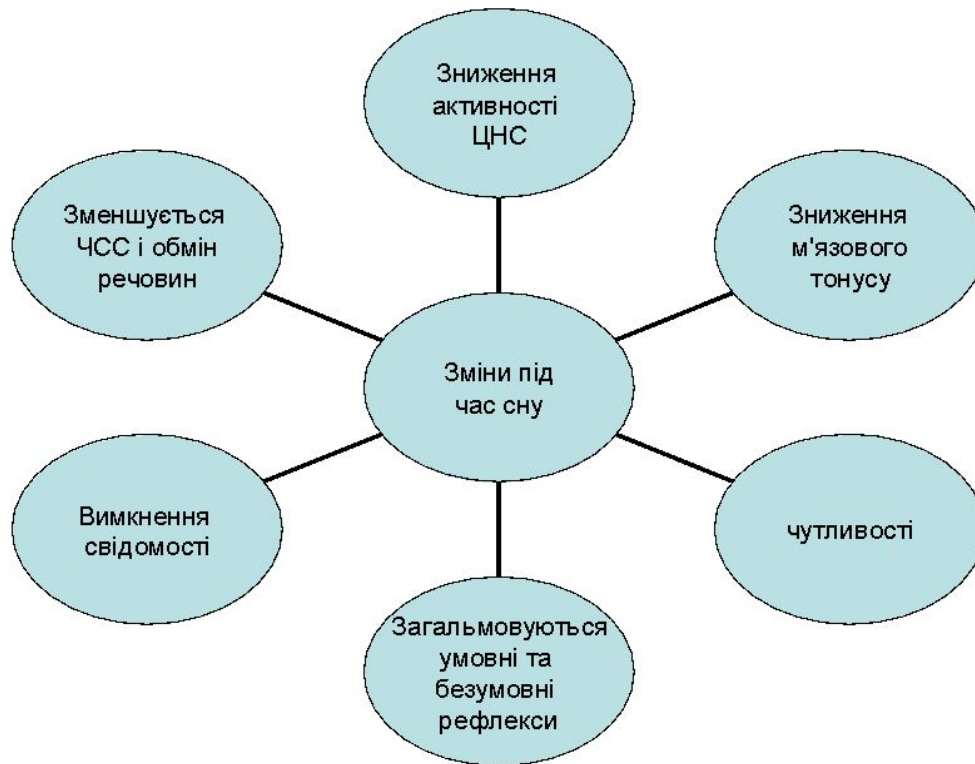 Зниження
активності
ЦНС
Зменшується
ЧСС і обмін
речовин
Зниження
м'язового
тонусу
Зміни під
час сну
Вимкнення
свідомості
чутливості
Загальмовуються
умовні та
безумовні
рефлекси